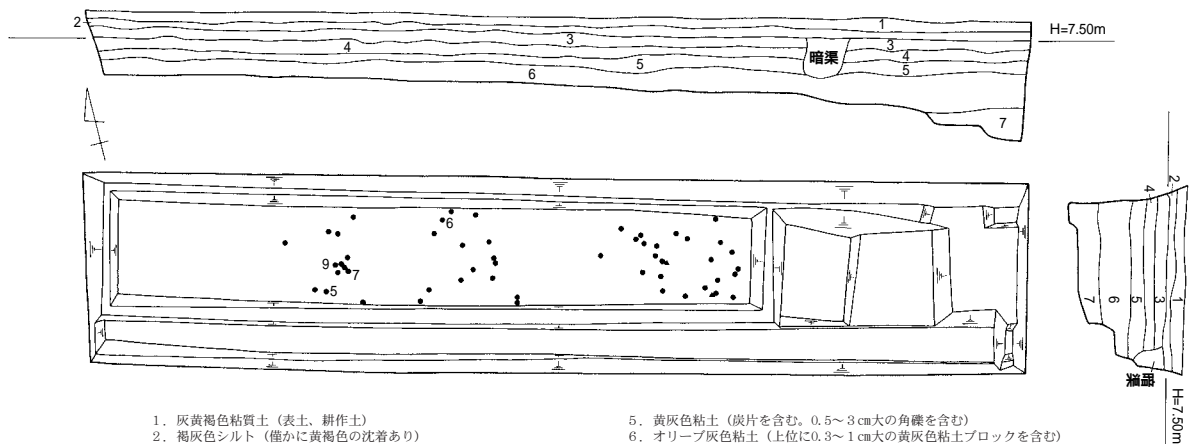 2
1
H=7.50m
3
3
4
暗渠
4
5
5
6
7
2
4
6
9
7
5
7
6
5
3
1
暗渠
H=7.50m
1. 灰黄褐色粘質土（表土、耕作土）
2. 褐灰色シルト（僅かに黄褐色の沈着あり）
5. 黄灰色粘土（炭片を含む。0.5～3㎝大の角礫を含む）
6. オリーブ灰色粘土（上位に0.3～1㎝大の黄灰色粘土ブロックを含む）